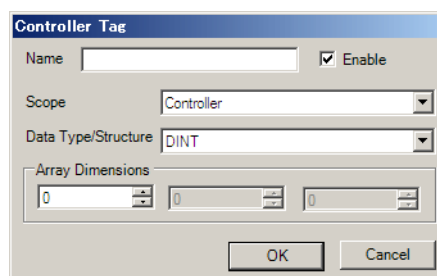 Controller Tag
Name Enable
Scope Controller
Data Type/Structure DINT
Array Dimensions
0 0 0
OK Cancel